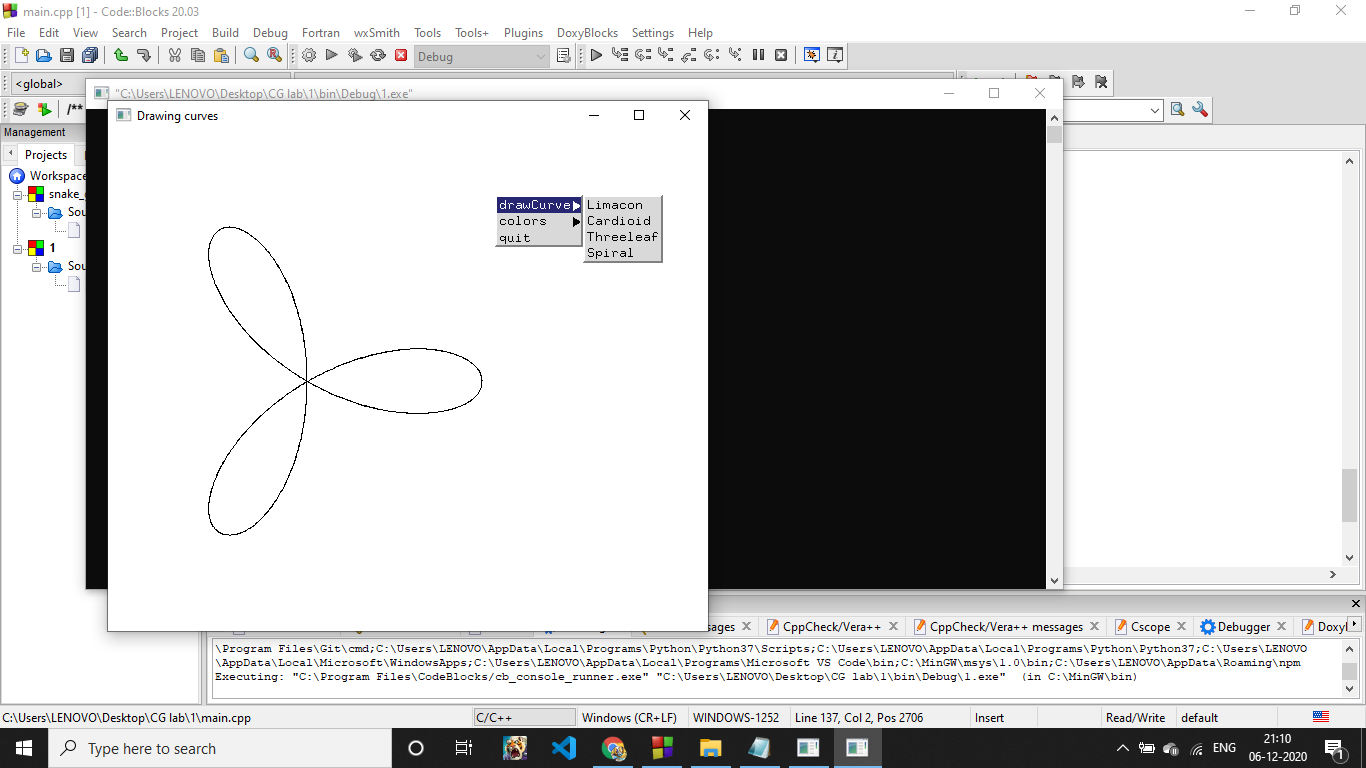 main.cpp [1] - Code::Blocks 20.03
File Edit View Search Project Build Debug Fortran wxSmith Tools Tools+ Plugins DoxyBlocks Settings Help
Debug
<global>
"C:\Users\LENOVO\Desktop\CG lab\1\bin\Debug\1.exe"
/**
Drawing curves
Management
Projects
Workspace
snake_
Sou
1
Sou
drawCurve
colors
quit
Limacon
Cardioid
Threeleaf
Spiral
CppCheck/Vera++ CppCheck/Vera++ messages Cscope Debugger
\Program Files\Git\cmd;C:\Users\LENOVO\AppData\Local\Programs\Python\Python37\Scripts;C:\Users\LENOVO\AppData\Local\Programs\Python\Python37;C:\Users\LENOVO
\AppData\Local\Microsoft\WindowsApps;C:\Users\LENOVO\AppData\Local\Programs\Microsoft VS Code\bin;C:\MinGW\msys\1.0\bin;C:\Users\LENOVO\AppData\Roaming\npm
Executing: "C:\Program Files\CodeBlocks/cb_console_runner.exe" "C:\Users\LENOVO\Desktop\CG lab\1\bin\Debug\1.exe"  (in C:\MinGW\bin)
C:\Users\LENOVO\Desktop\CG lab\1\main.cpp C/C++ Windows (CR+LF) WINDOWS-1252 Line 137, Col 2, Pos 2706 Insert Read/Write default
Type here to search
ENG
21:10
06-12-2020
1